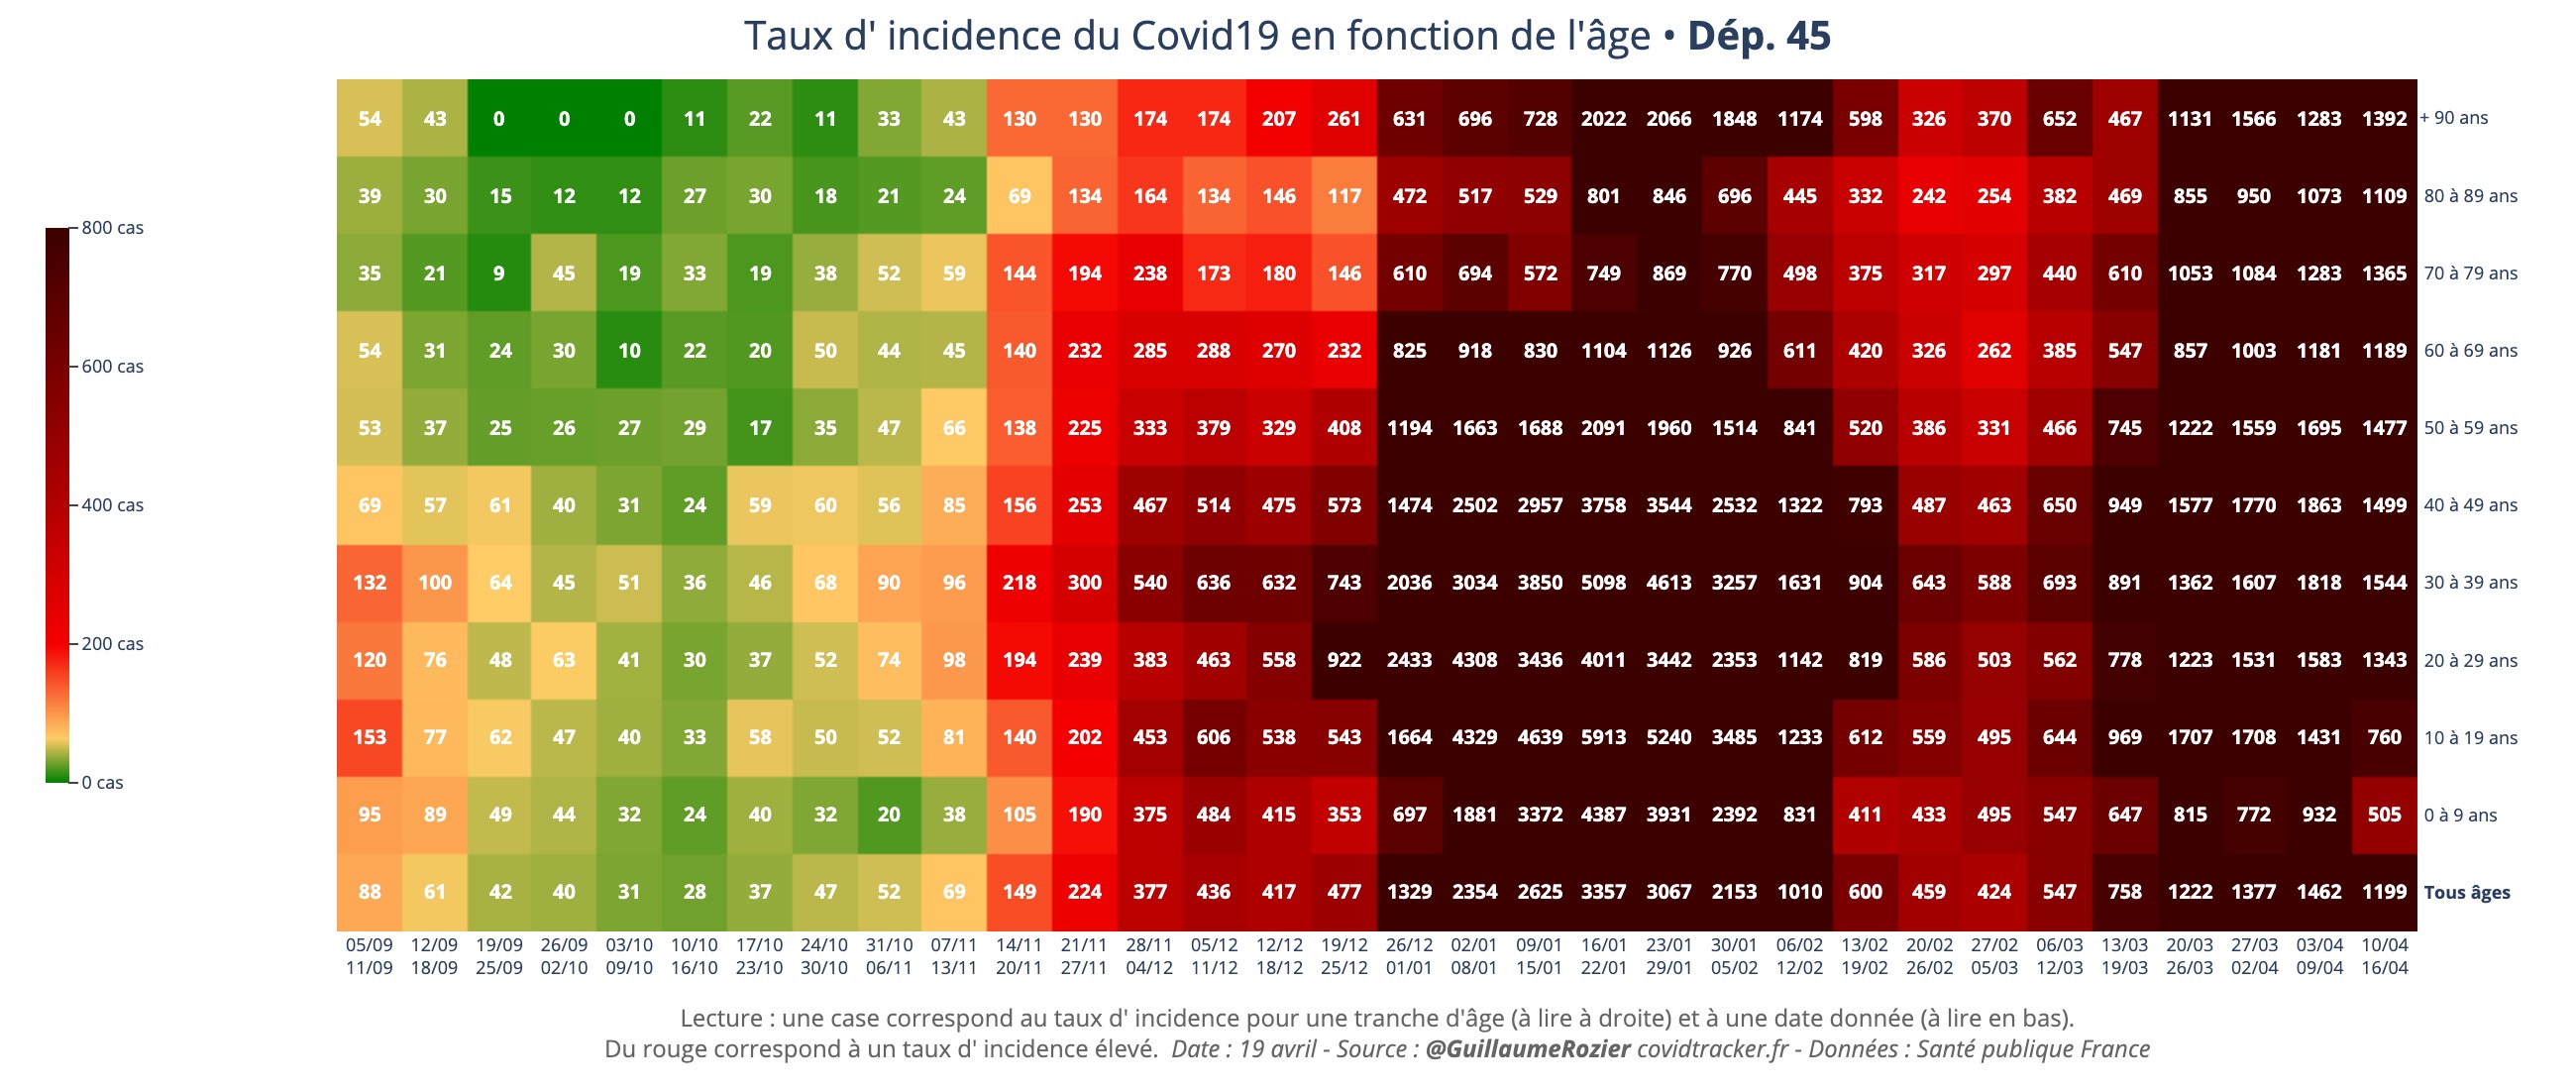 Taux d' incidence du Covid19 en fonction de l'âge • Dép. 45
54 43 0 0 0 11 22 11 33 43 130 130 174 174 207 261 631 696 728 2022 2066 1848 1174 598 326 370 652 467 1131 1566 1283 1392 + 90 ans
39 30 15 12 12 27 30 18 21 24 69 134 164 134 146 117 472 517 529 801 846 696 445 332 242 254 382 469 855 950 1073 1109 80 à 89 ans
800 cas
35 21 9 45 19 33 19 38 52 59 144 194 238 173 180 146 610 694 572 749 869 770 498 375 317 297 440 610 1053 1084 1283 1365 70 à 79 ans
54 31 24 30 10 22 20 50 44 45 140 232 285 288 270 232 825 918 830 1104 1126 926 611 420 326 262 385 547 857 1003 1181 1189 60 à 69 ans
600 cas
53 37 25 26 27 29 17 35 47 66 138 225 333 379 329 408 1194 1663 1688 2091 1960 1514 841 520 386 331 466 745 1222 1559 1695 1477 50 à 59 ans
400 cas
69 57 61 40 31 24 59 60 56 85 156 253 467 514 475 573 1474 2502 2957 3758 3544 2532 1322 793 487 463 650 949 1577 1770 1863 1499 40 à 49 ans
132 100 64 45 51 36 46 68 90 96 218 300 540 636 632 743 2036 3034 3850 5098 4613 3257 1631 904 643 588 693 891 1362 1607 1818 1544 30 à 39 ans
200 cas
120 76 48 63 41 30 37 52 74 98 194 239 383 463 558 922 2433 4308 3436 4011 3442 2353 1142 819 586 503 562 778 1223 1531 1583 1343 20 à 29 ans
153 77 62 47 40 33 58 50 52 81 140 202 453 606 538 543 1664 4329 4639 5913 5240 3485 1233 612 559 495 644 969 1707 1708 1431 760 10 à 19 ans
0 cas
95 89 49 44 32 24 40 32 20 38 105 190 375 484 415 353 697 1881 3372 4387 3931 2392 831 411 433 495 547 647 815 772 932 505 0 à 9 ans
88 61 42 40 31 28 37 47 52 69 149 224 377 436 417 477 1329 2354 2625 3357 3067 2153 1010 600 459 424 547 758 1222 1377 1462 1199 Tous âges
05/09 12/09 19/09 26/09 03/10 10/10 17/10 24/10 31/10 07/11 14/11 21/11 28/11 05/12 12/12 19/12 26/12 02/01 09/01 16/01 23/01 30/01 06/02 13/02 20/02 27/02 06/03 13/03 20/03 27/03 03/04 10/04
11/09 18/09 25/09 02/10 09/10 16/10 23/10 30/10 06/11 13/11 20/11 27/11 04/12 11/12 18/12 25/12 01/01 08/01 15/01 22/01 29/01 05/02 12/02 19/02 26/02 05/03 12/03 19/03 26/03 02/04 09/04 16/04
Lecture : une case correspond au taux d' incidence pour une tranche d'âge (à lire à droite) et à une date donnée (à lire en bas).
Du rouge correspond à un taux d' incidence élevé. Date : 19 avril - Source : @GuillaumeRozier covidtracker.fr - Données : Santé publique France